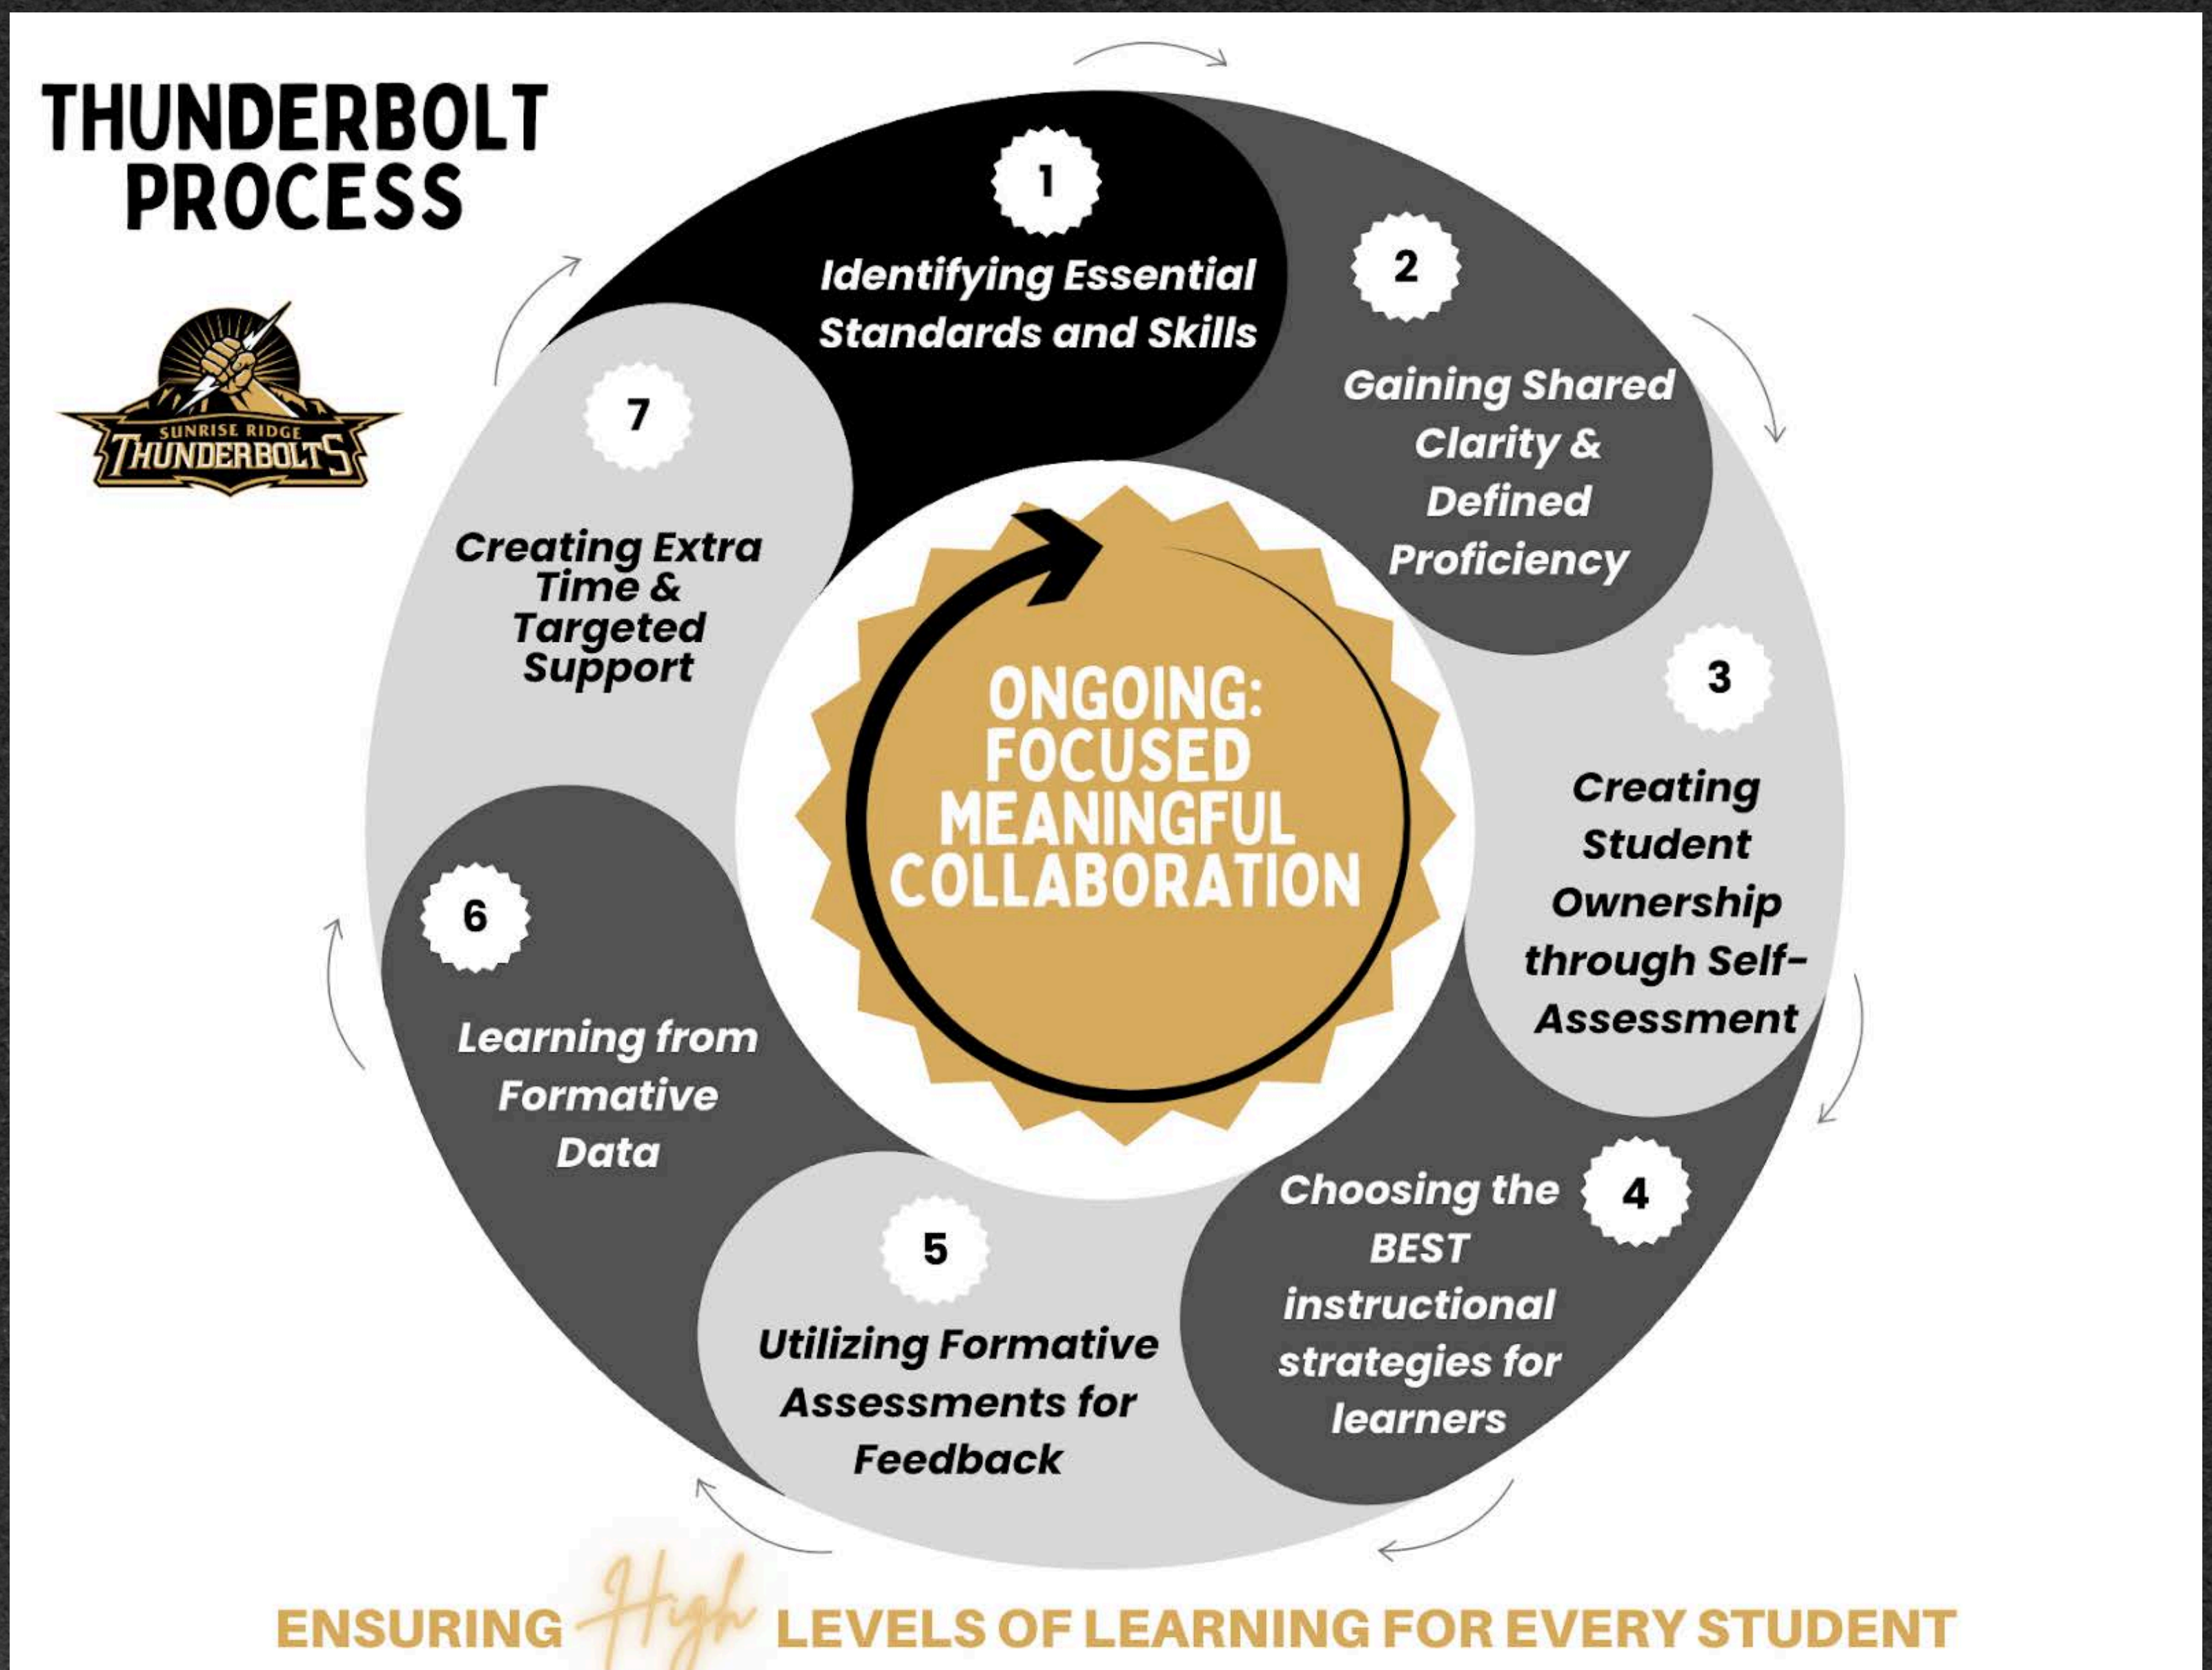 THUNDERBOLT
PROCESS
SUNRISE RIDGE
THUNDERBOLTS
1
Identifying Essential
Standards and Skills
2
Gaining Shared
Clarity &
Defined
Proficiency
3
Creating
Student
Ownership
through Self-
Assessment
4
Choosing the
BEST
instructional
strategies for
learners
5
Utilizing Formative
Assessments for
Feedback
6
Learning from
Formative
Data
7
Creating Extra
Time &
Targeted
Support
ONGOING:
FOCUSED
MEANINGFUL
COLLABORATION
ENSURING High LEVELS OF LEARNING FOR EVERY STUDENT